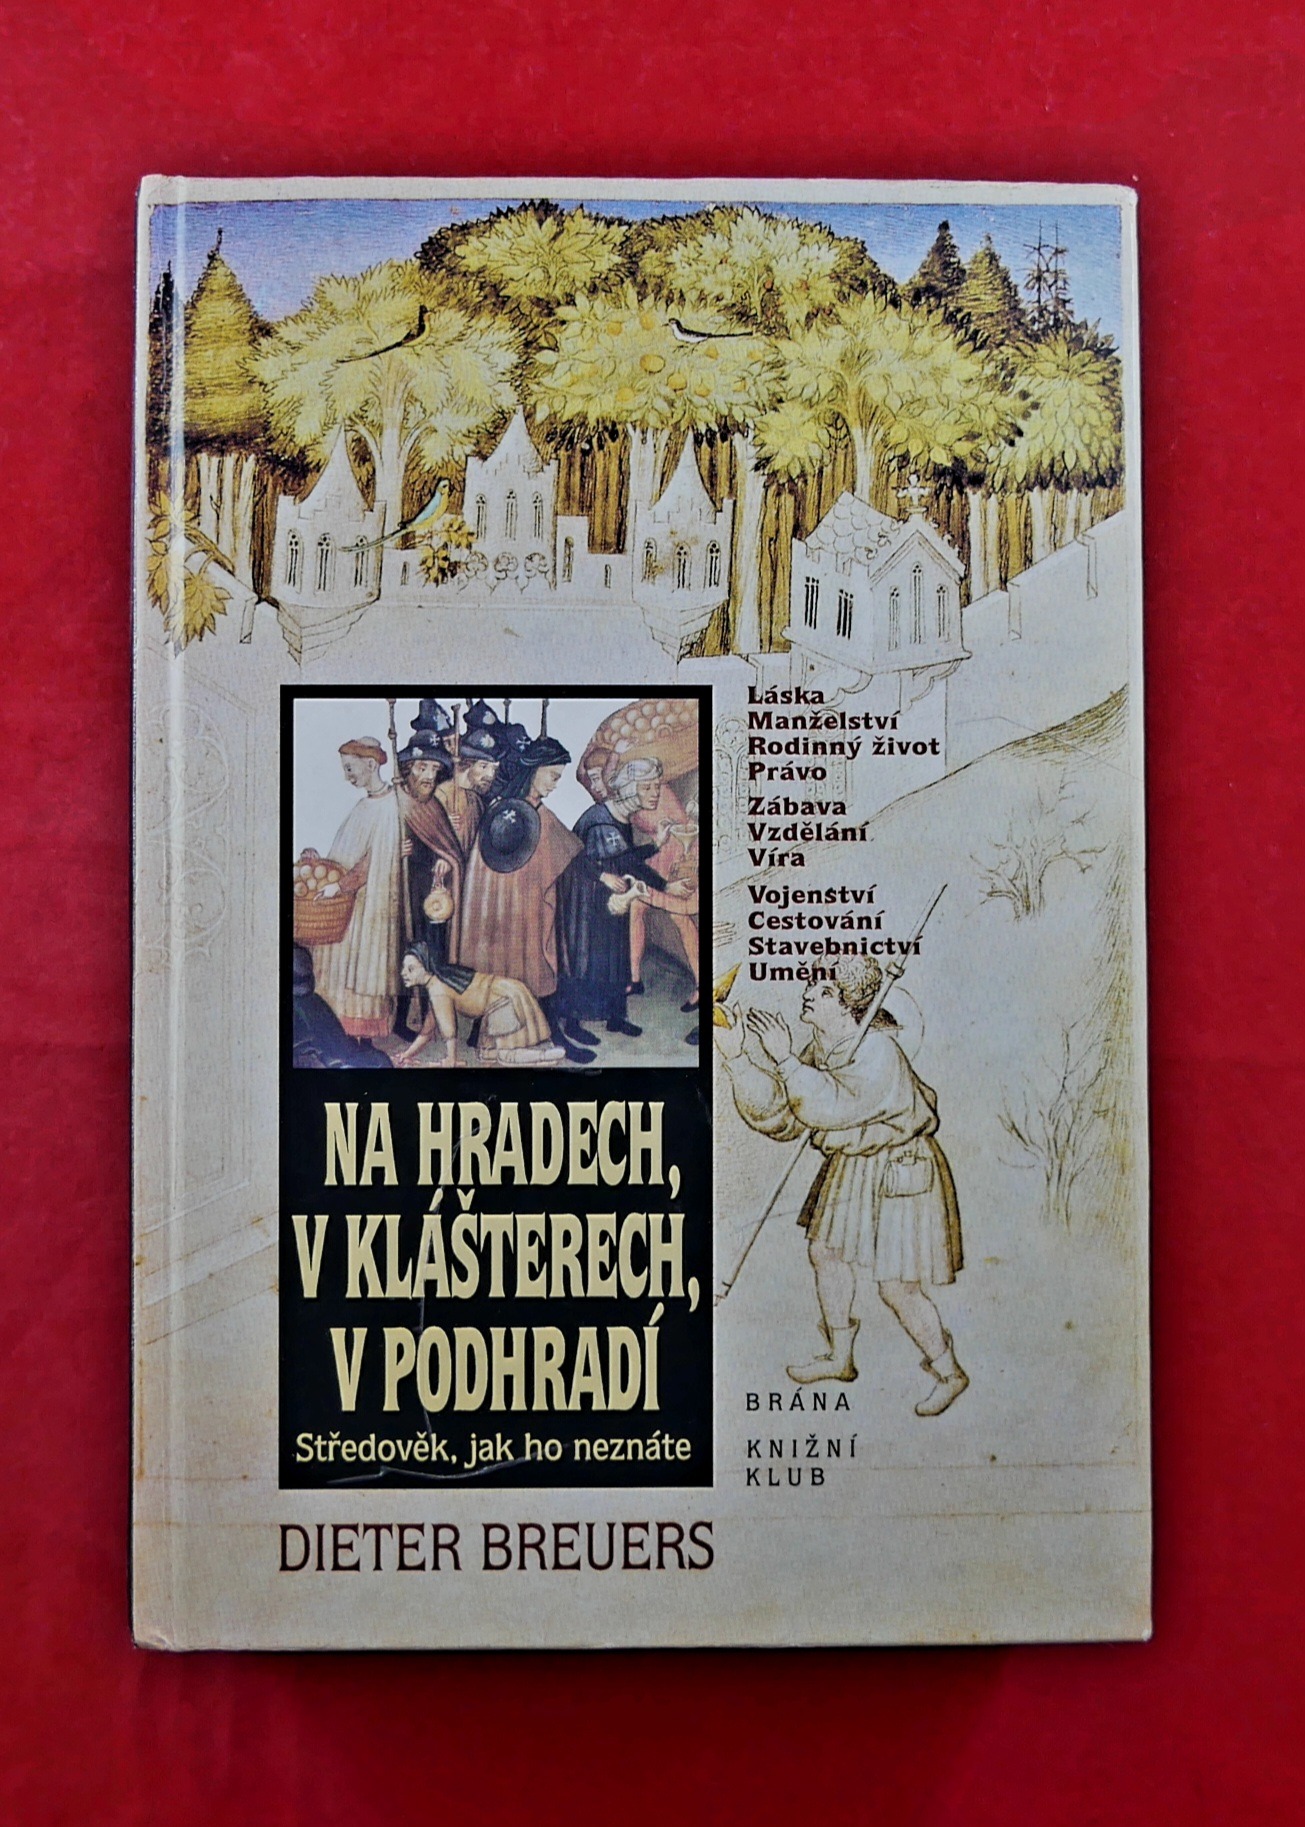 Láska
Manželství
Rodinný život
Právo
Zábava
Vzdělání
Víra
Vojenství
Cestování
Stavebnictví
Umění
NA HRADECH,
V KLÁŠTERECH,
V PODHRADÍ
Středověk, jak ho neznáte
BRÁNA
KNIŽNÍ
KLUB
DIETER BREUERS